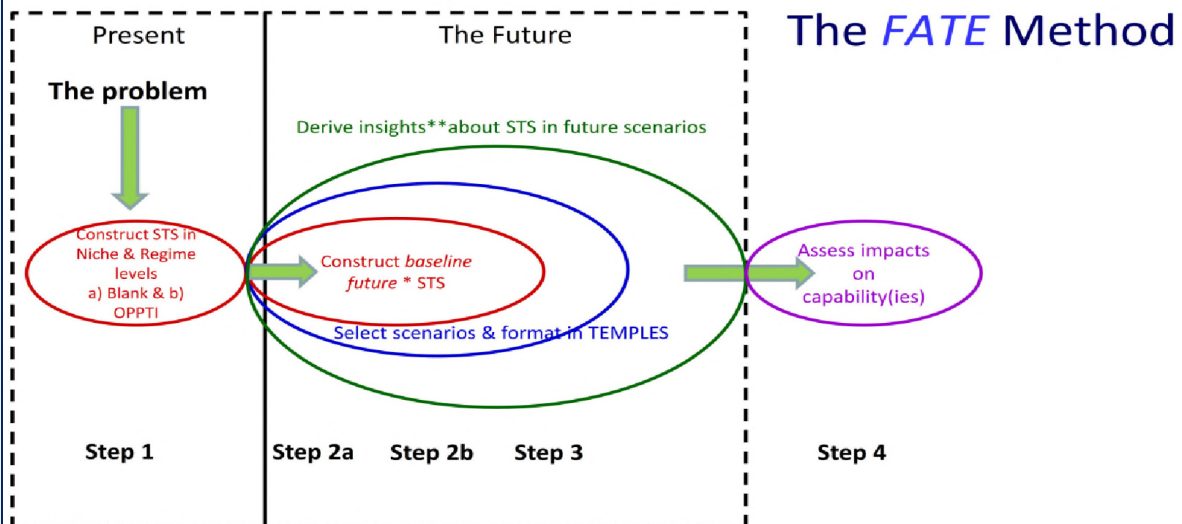 The FATE Method
Present
The Future
The problem
Derive insights**about STS in future scenarios
Construct STS in
Niche & Regime
levels
a) Blank & b)
OPPTI
Construct baseline
future * STS
Select scenarios & format in TEMPLES
Assess impacts
on
capability(ies)
Step 1
Step 2a
Step 2b
Step 3
Step 4